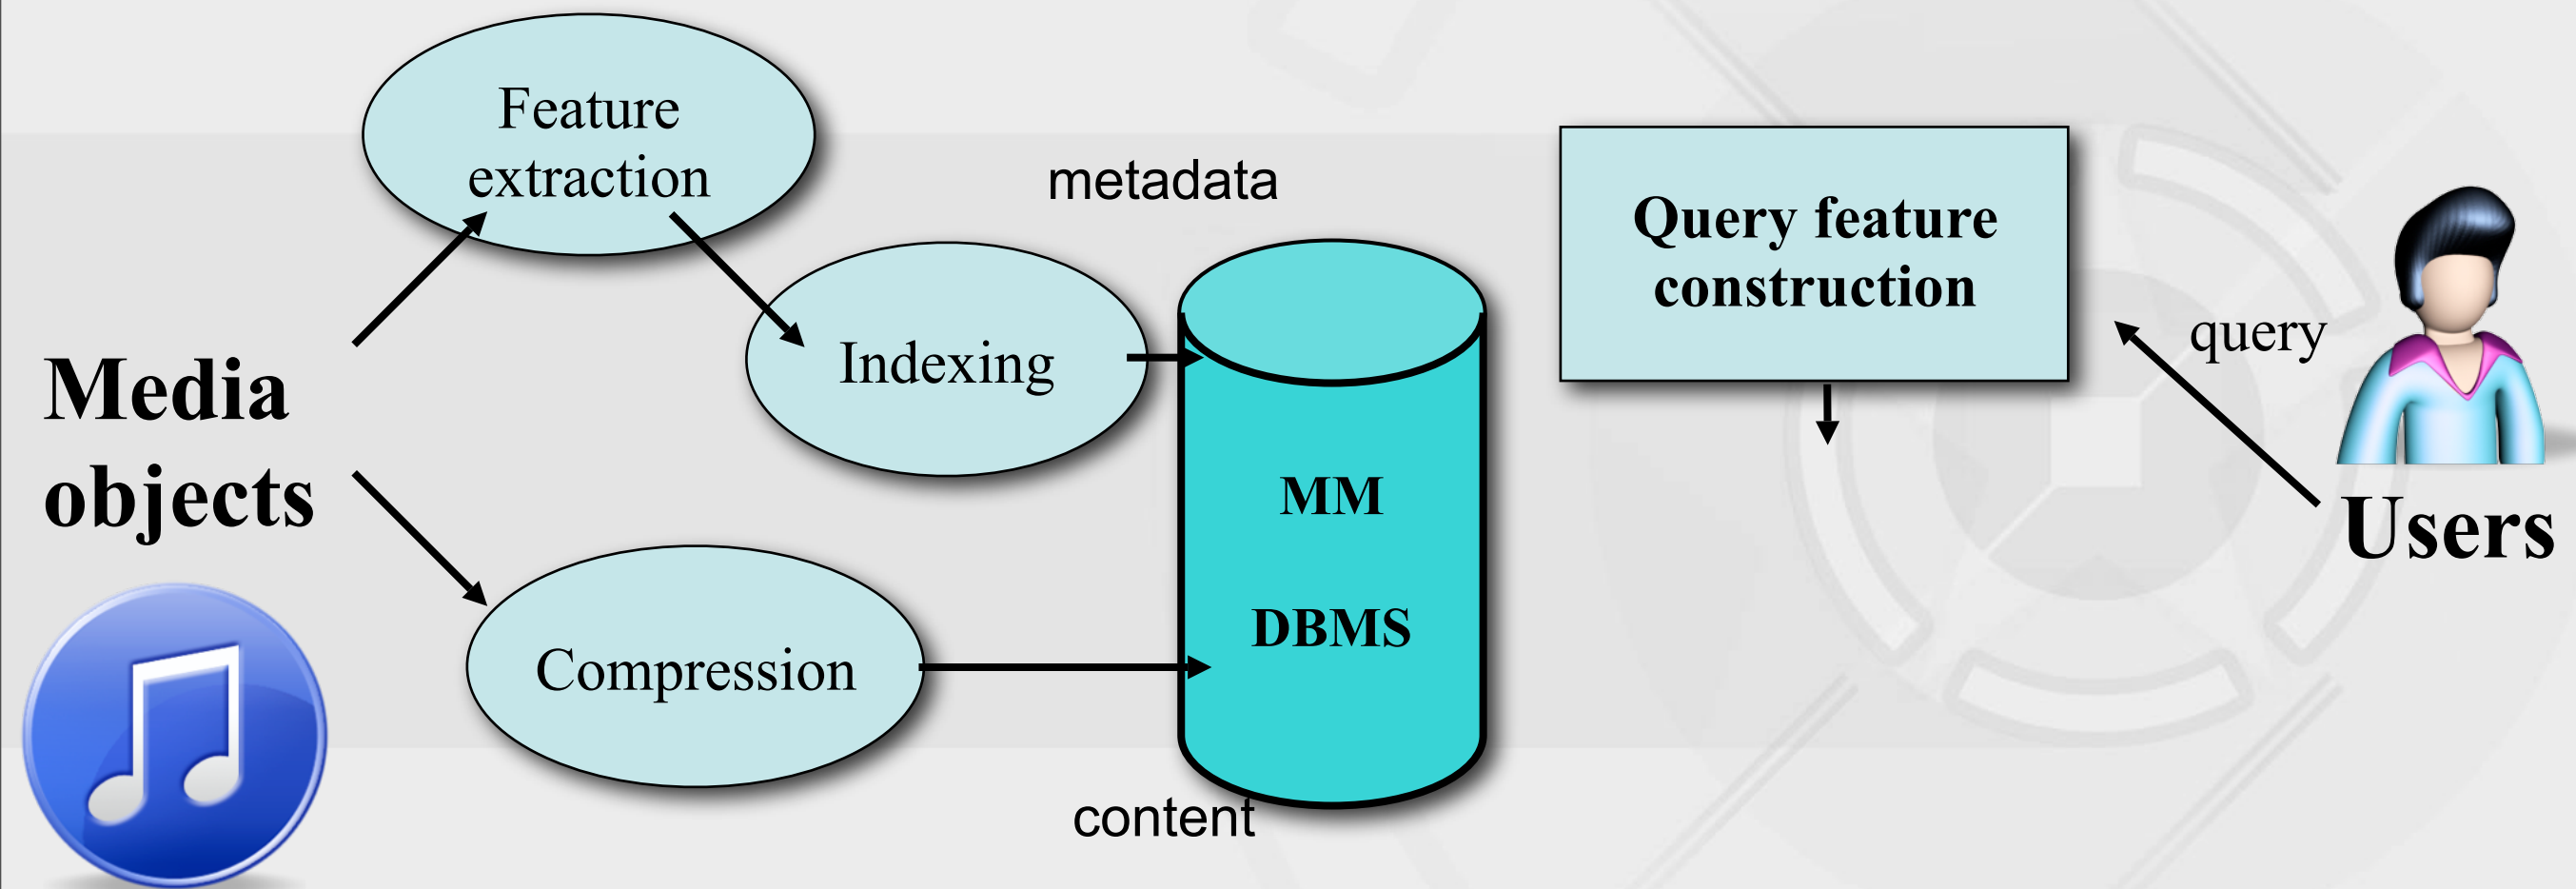 Feature
extraction
metadata
Indexing
Media
objects
Compression
content
MM
DBMS
Query feature
construction
query
Users